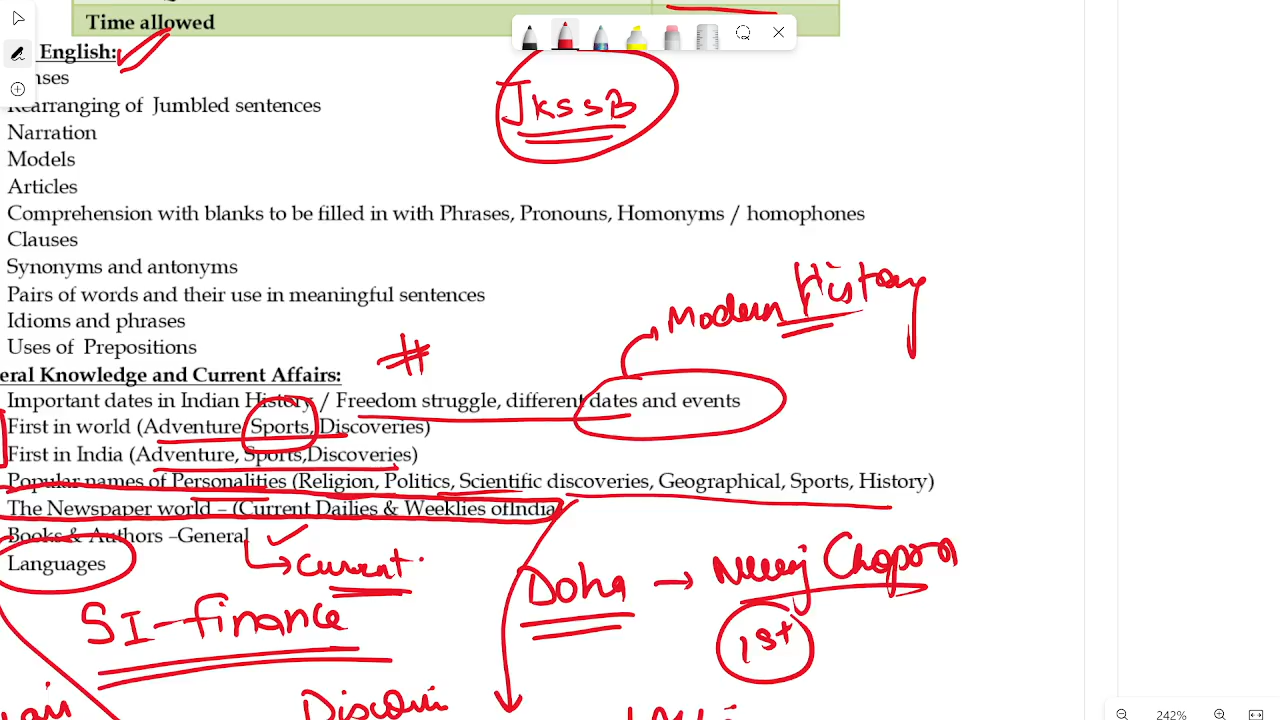 Time allowed
English:
nses
Rearranging of Jumbled sentences
JKSSB
Narration
Models
Articles
Comprehension with blanks to be filled in with Phrases, Pronouns, Homonyms / homophones
Clauses
Synonyms and antonyms
Pairs of words and their use in meaningful sentences
Modern History
Idioms and phrases
Uses of Prepositions
#
eral Knowledge and Current Affairs:
Important dates in Indian History / Freedom struggle, different dates and events
First in world (Adventure, Sports, Discoveries)
First in India (Adventure, Sports,Discoveries)
Popular names of Personalities (Religion, Politics, Scientific discoveries, Geographical, Sports, History)
The Newspaper world – (Current Dailies & Weeklies ofIndia
Books & Authors –General
Languages
Current
Doha → Neeraj Chopra
SI-finance
1st
242%